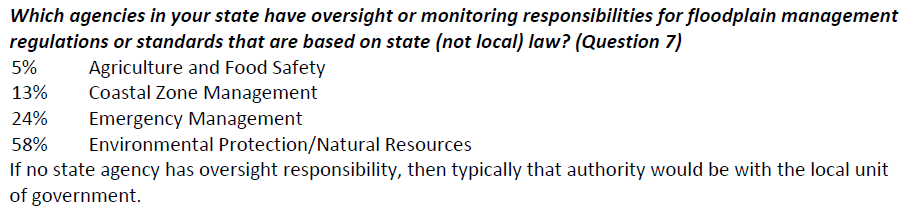 Which agencies in your state have oversight or monitoring responsibilities for floodplain management
regulations or standards that are based on state (not local) law? (Question 7)
5% Agriculture and Food Safety
13% Coastal Zone Management
24% Emergency Management
58% Environmental Protection/Natural Resources
If no state agency has oversight responsibility, then typically that authority would be with the local unit
of government.